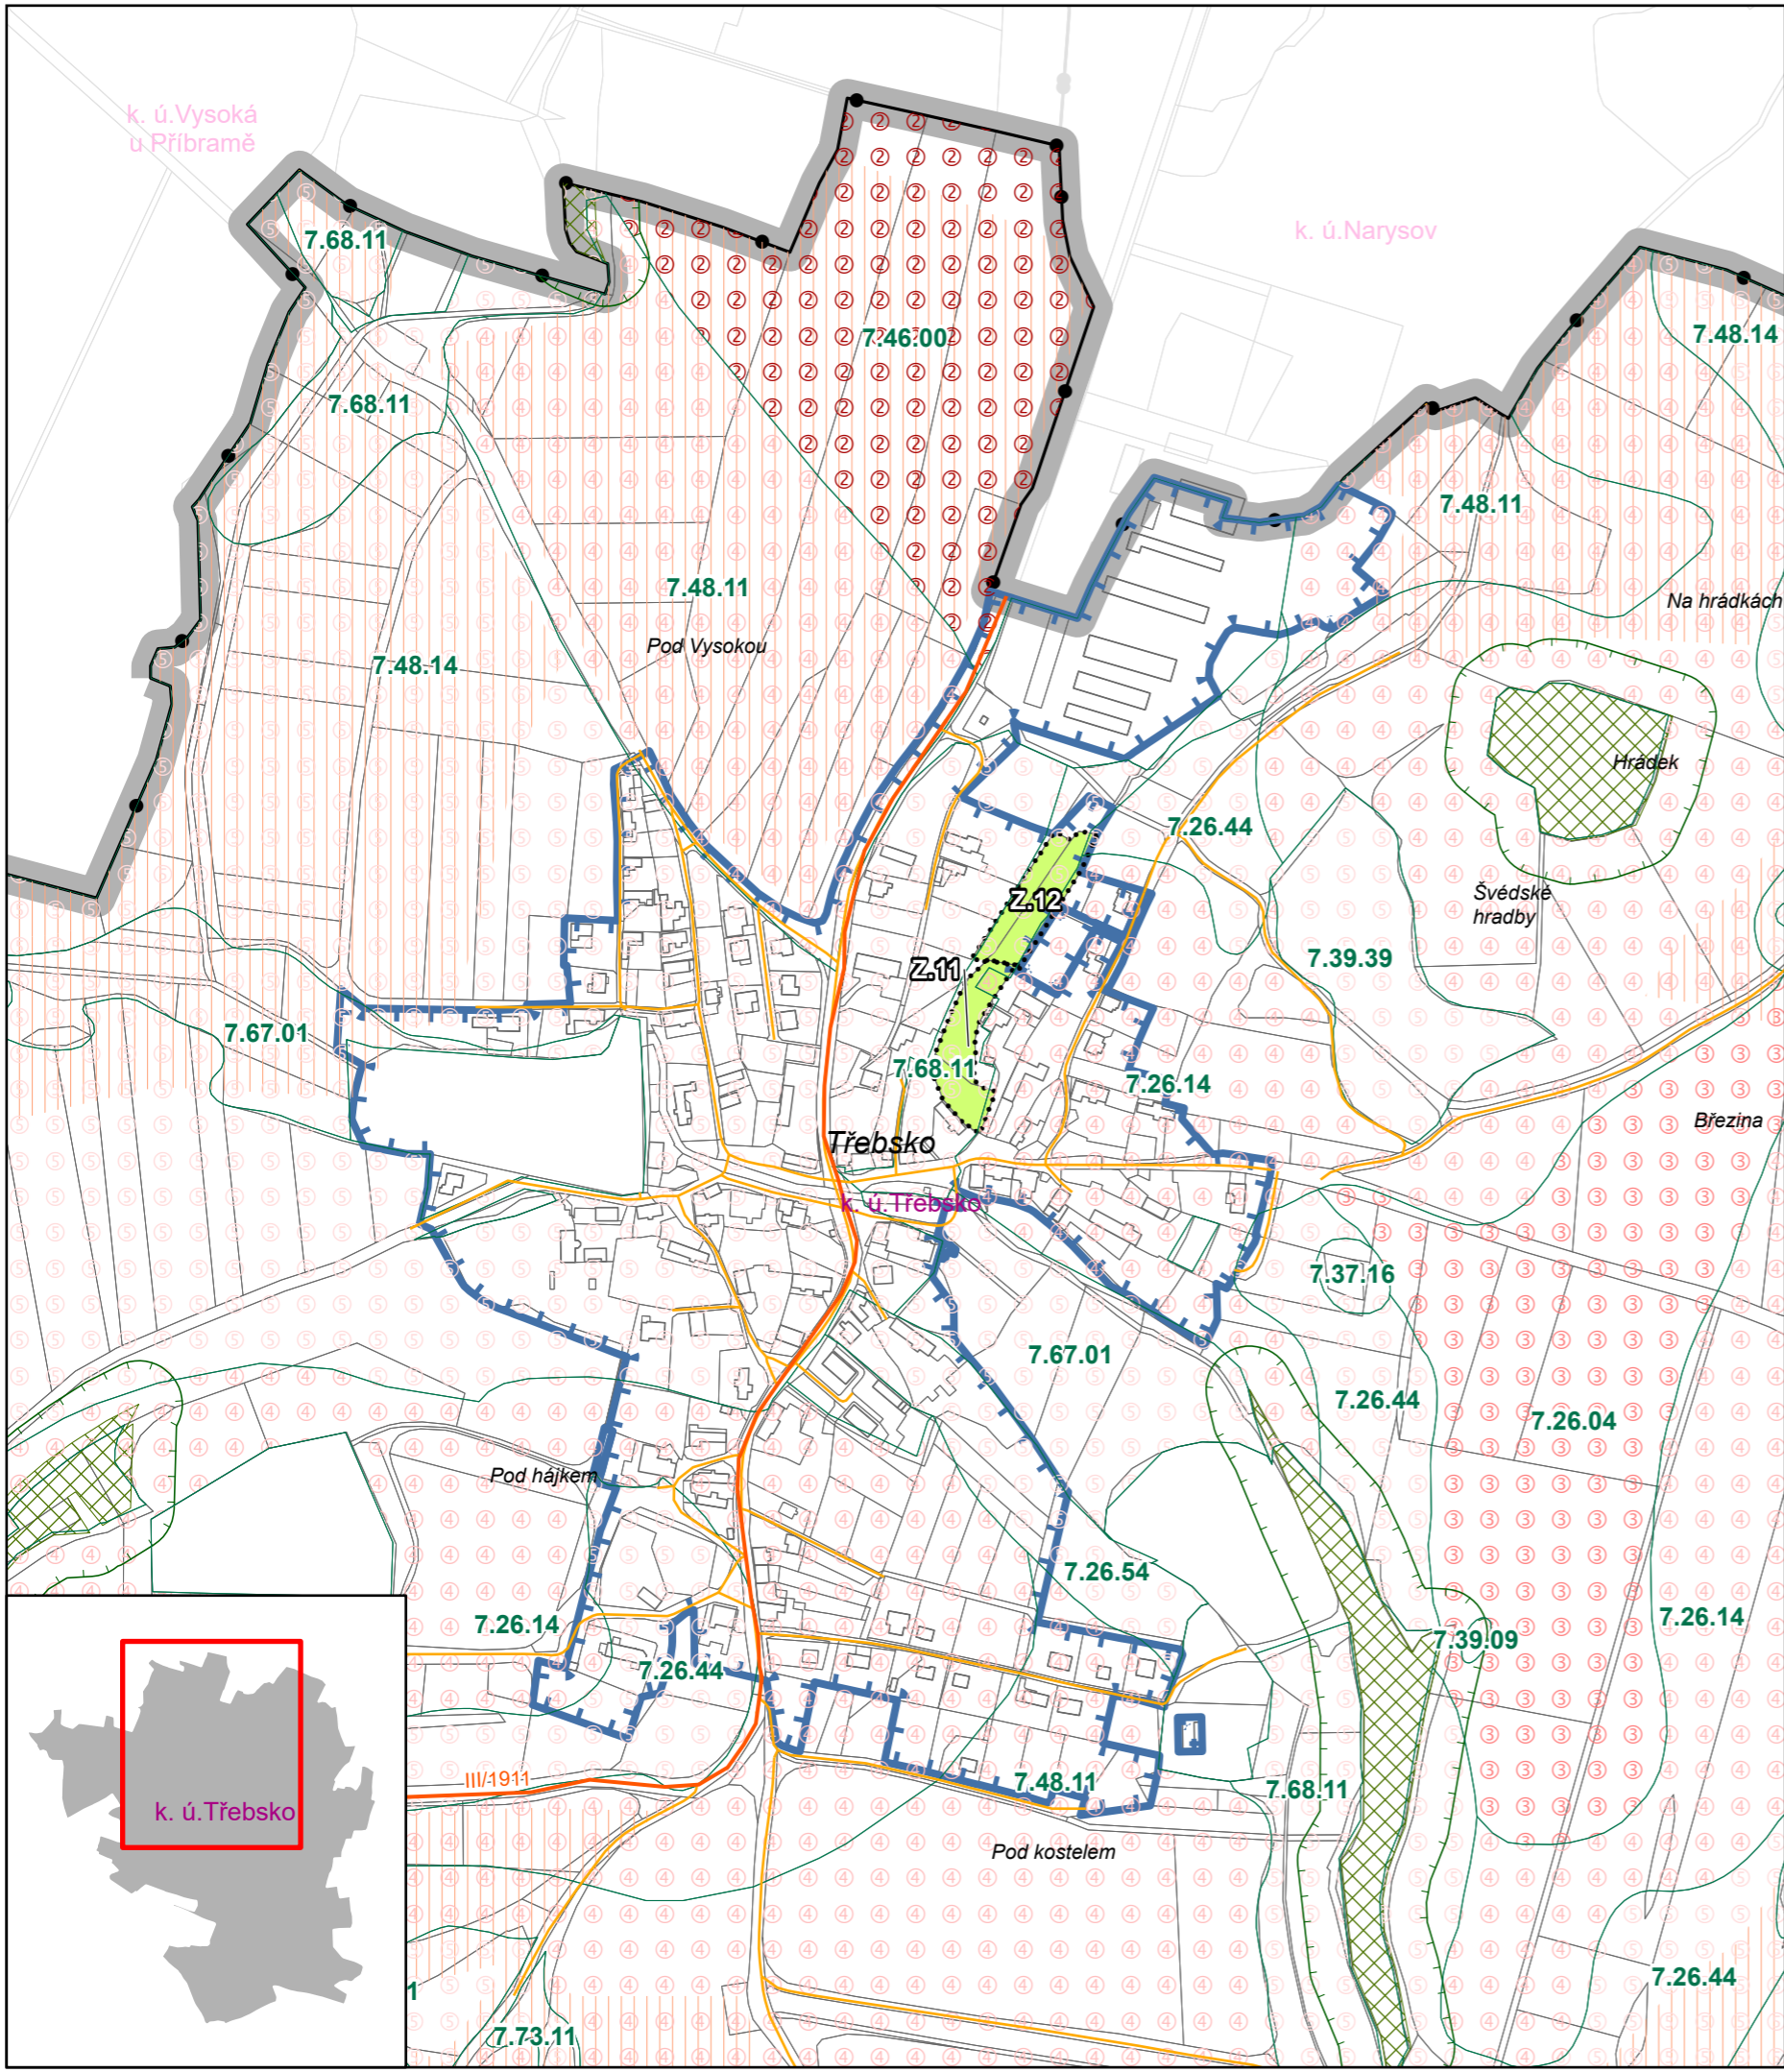 k. ú.Vysoká
u Příbramě
k. ú.Narysov
7.68.11
7.46.00
7.48.14
7.68.11
7.48.11
7.48.11
Na hrádkách
Pod Vysokou
7.48.14
Hrádek
7.26.44
Z.12
Švédské
hradby
7.39.39
Z.11
7.67.01
7.68.11
7.26.14
Březina
Třebsko
k. ú.Třebsko
7.37.16
7.67.01
7.26.44
7.26.04
Pod hájkem
7.26.54
7.26.14
7.26.14
7.39.09
7.26.44
III/1911
7.48.11
7.68.11
k. ú.Třebsko
Pod kostelem
7.26.44
1
7.73.11